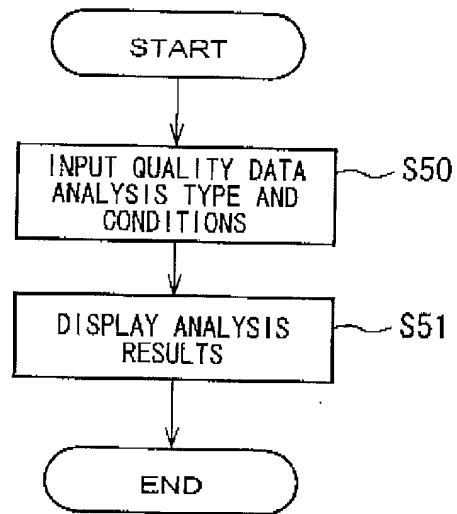 START
INPUT QUALITY DATA
ANALYSIS TYPE AND
CONDITIONS
S50
DISPLAY ANALYSIS
RESULTS
S51
END